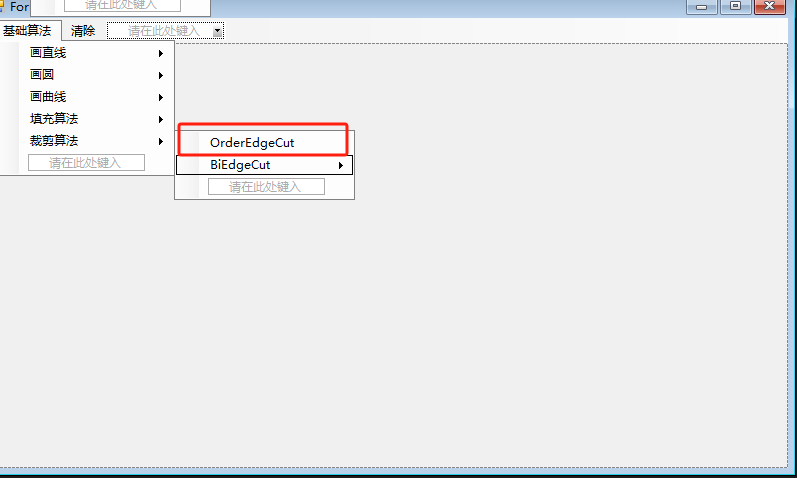 For
请在此处键入
基础算法 清除 请在此处键入
画直线
画圆
画曲线
填充算法
裁剪算法
请在此处键入
OrderEdgeCut
BiEdgeCut
请在此处键入